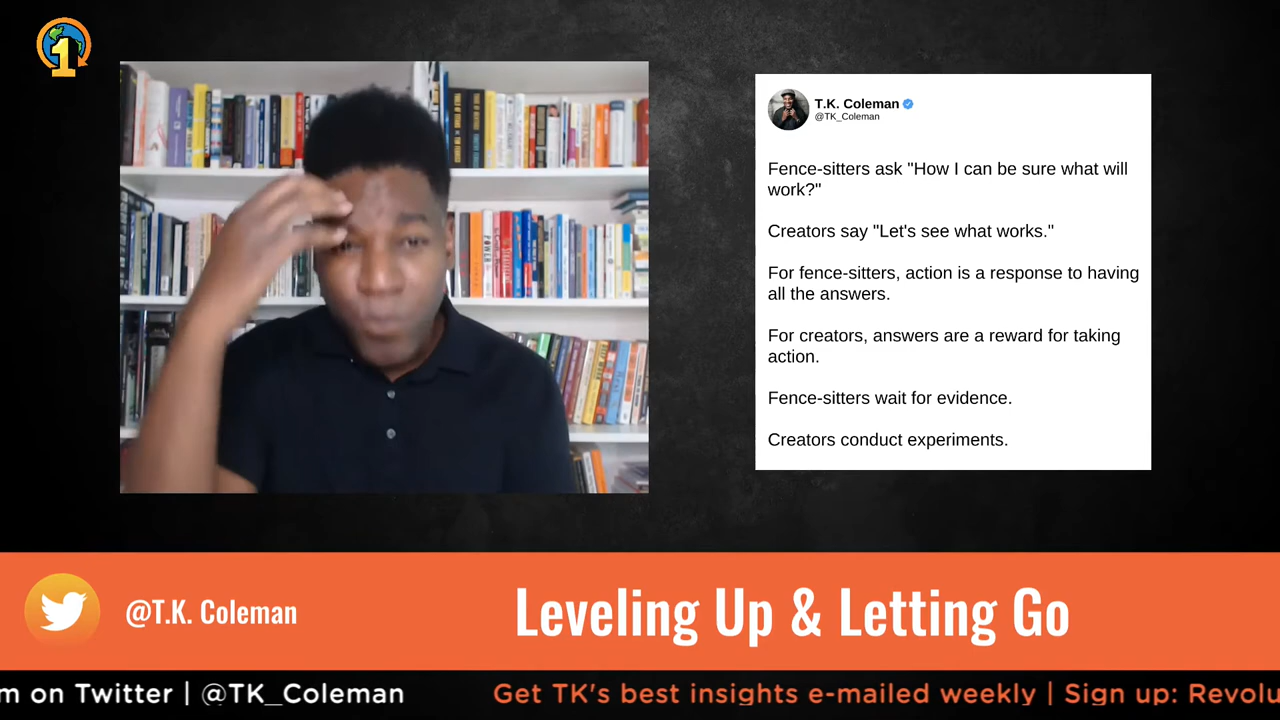 1
T.K. Coleman
@TK_Coleman
Fence-sitters ask "How I can be sure what will
work?"
Creators say "Let's see what works."
For fence-sitters, action is a response to having
all the answers.
For creators, answers are a reward for taking
action.
Fence-sitters wait for evidence.
Creators conduct experiments.
POWER
@T.K. Coleman
Leveling Up & Letting Go
m on Twitter | @TK_Coleman
Get TK's best insights e-mailed weekly | Sign up: Revolu